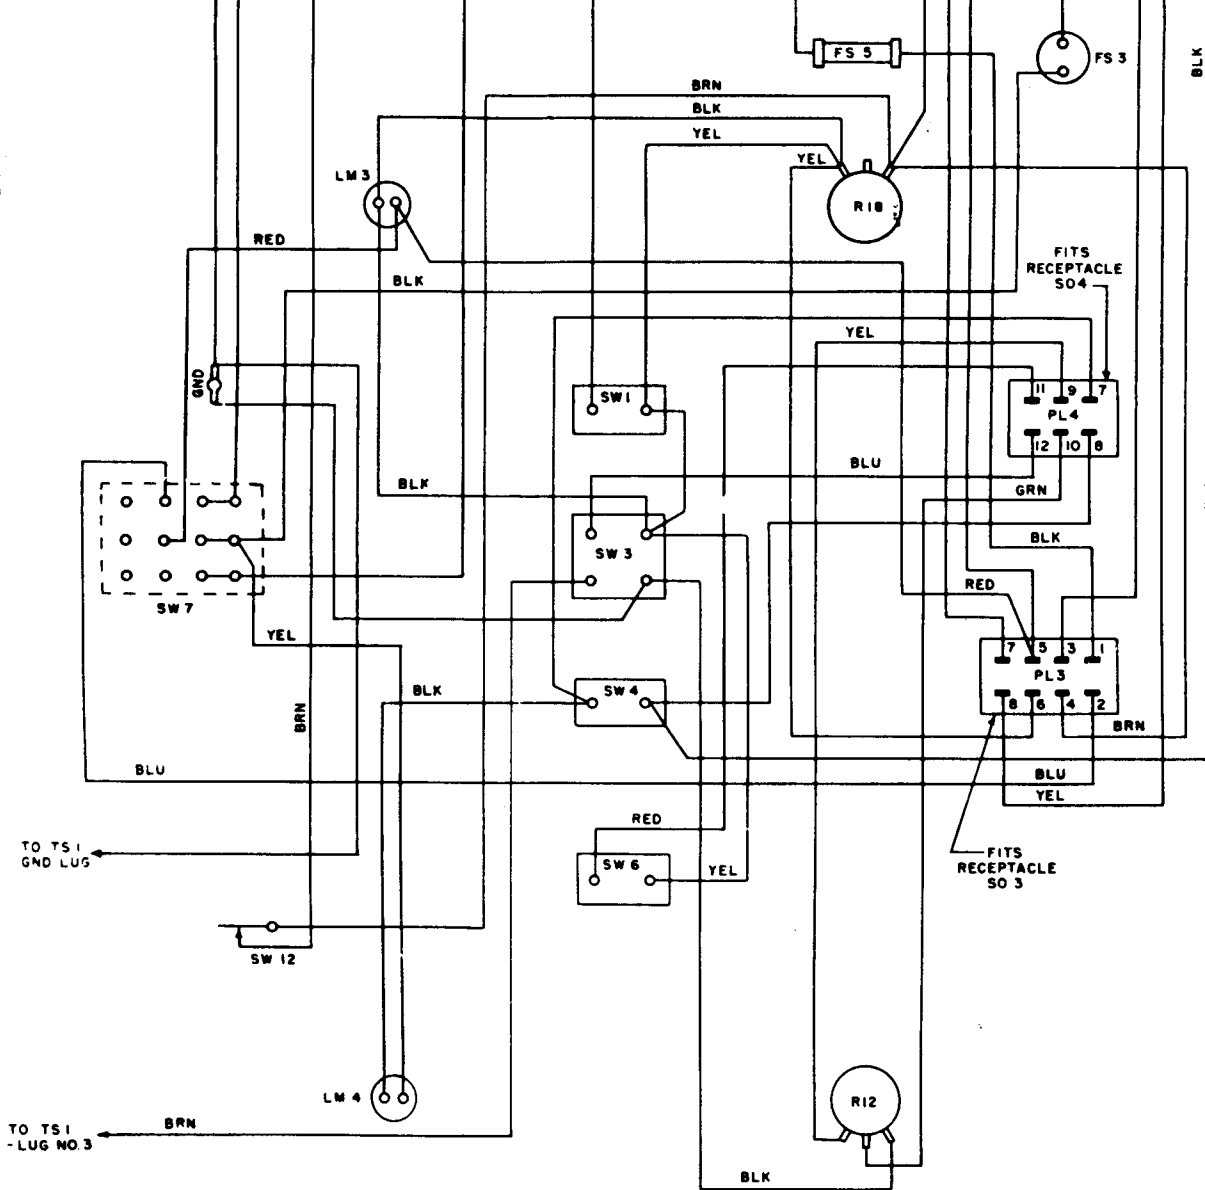 FS 5
FS 3
BLK
BRN
BLK
YEL
YEL
LM 3
R18
RED
FITS
RECEPTACLE
SO4
BLK
YEL
GND
SW 1
11 9 7
PL4
12 10 8
BLU
BLK
GRN
BLK
SW 3
RED
SW 7
YEL
7 5 3 1
PL3
8 6 4 2
SW 4
BLK
BRN
BRN
BLU
BLU
YEL
RED
TO TS 1
GND LUG
SW 6
YEL
FITS
RECEPTACLE
SO 3
SW 12
LM 4
R12
BRN
TO TS 1
- LUG NO. 3
BLK